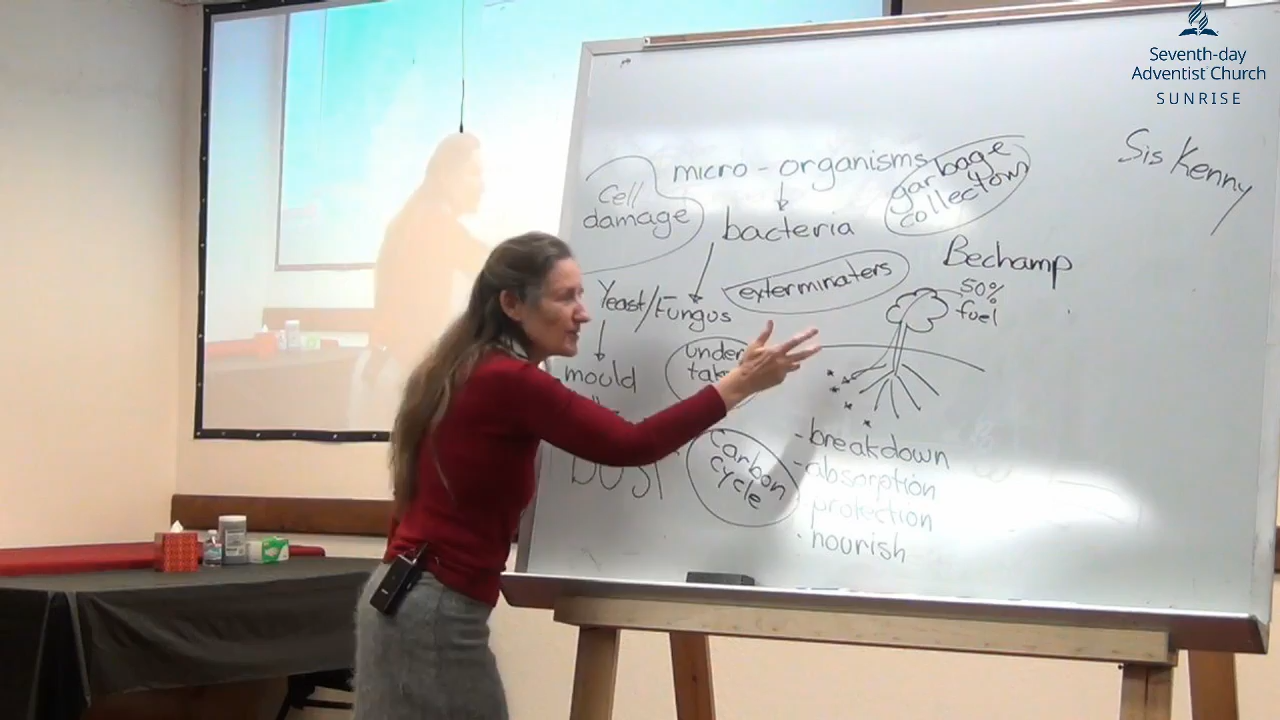 Seventh-day
Adventist Church
SUNRISE
Sis Kenny
micro-organisms
garbage
collectors
Cell
damage
bacteria
Bechamp
exterminaters
50%
fuel
Yeast/Fungus
under
mould
carbon
cycle
-breakdown
-absorption
protection
- nourish